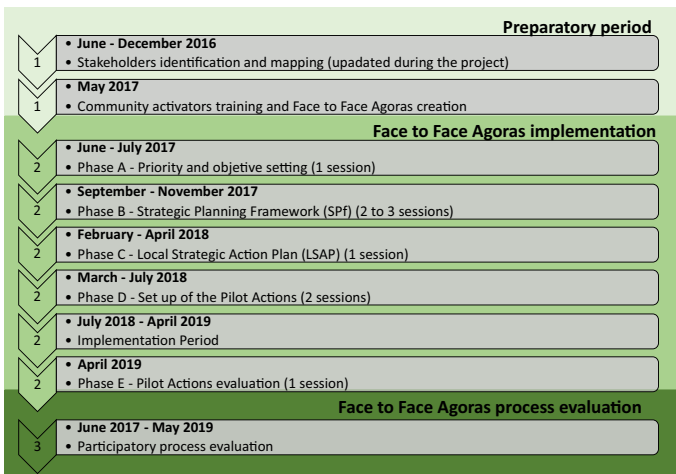 Preparatory period
• June - December 2016
1
• Stakeholders identification and mapping (upadated during the project)
• May 2017
1
• Community activators training and Face to Face Agoras creation
Face to Face Agoras implementation
• June - July 2017
2
• Phase A - Priority and objetive setting (1 session)
• September - November 2017
2
• Phase B - Strategic Planning Framework (SPf) (2 to 3 sessions)
• February - April 2018
2
• Phase C - Local Strategic Action Plan (LSAP) (1 session)
• March - July 2018
2
• Phase D - Set up of the Pilot Actions (2 sessions)
• July 2018 - April 2019
2
• Implementation Period
• April 2019
2
• Phase E - Pilot Actions evaluation (1 session)
Face to Face Agoras process evaluation
• June 2017 - May 2019
3
• Participatory process evaluation